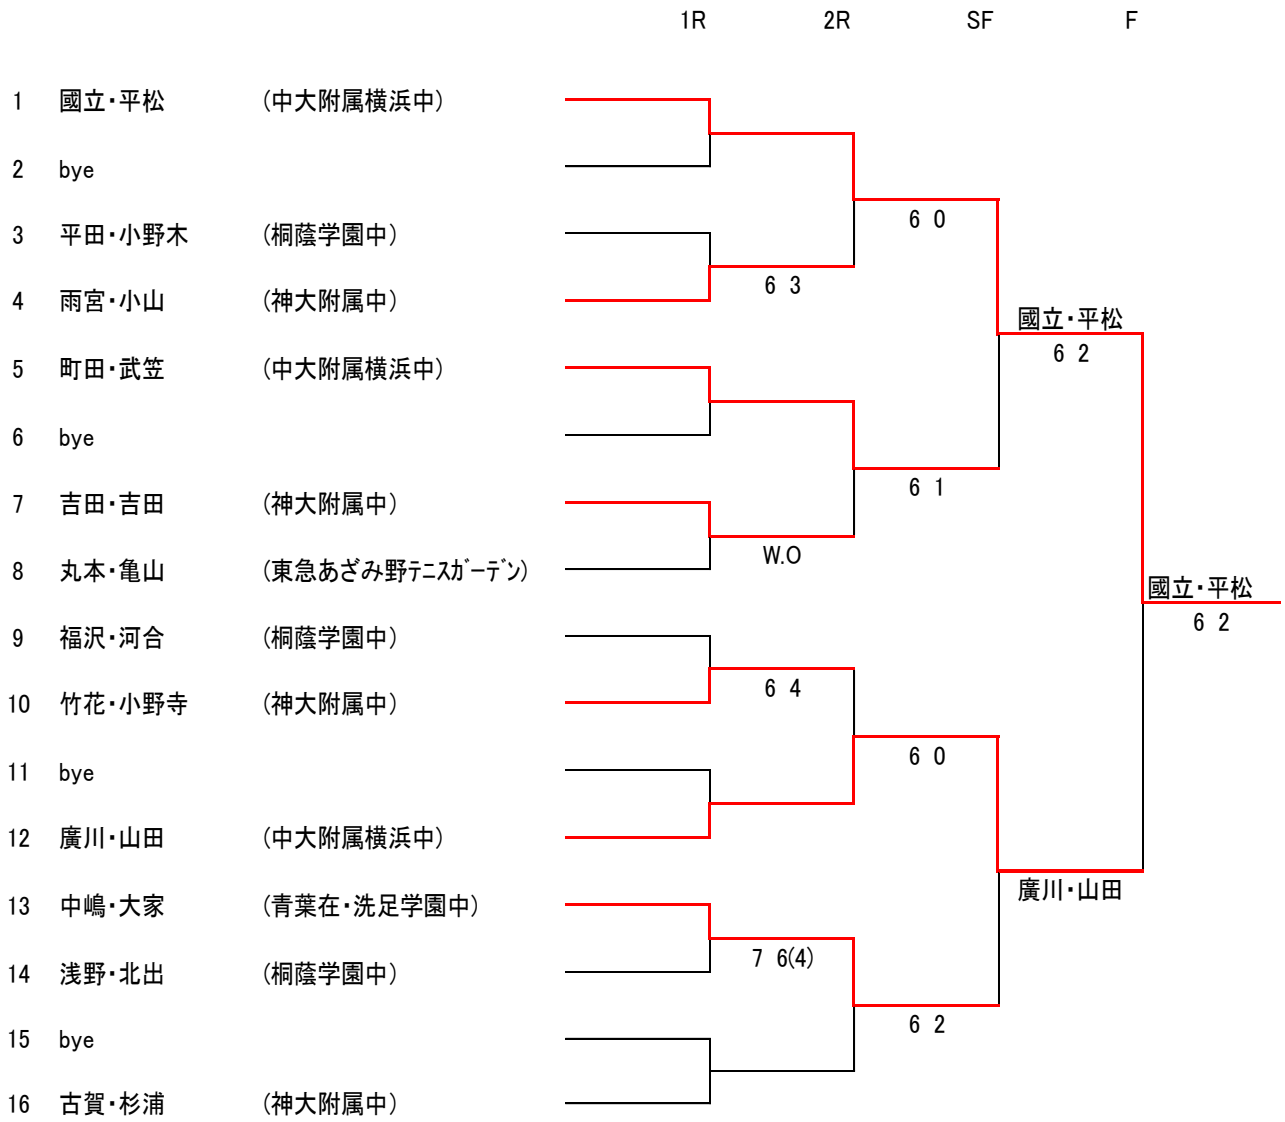 1R 2R SF F
1 國立・平松 (中大附属横浜中)
2 bye
6 0
3 平田・小野木 (桐蔭学園中)
6 3
4 雨宮・小山 (神大附属中)
國立・平松
6 2
5 町田・武笠 (中大附属横浜中)
6 bye
6 1
7 吉田・吉田 (神大附属中)
W.O
8 丸本・亀山 (東急あざみ野ﾃﾆｽｶﾞｰﾃﾞﾝ)
國立・平松
6 2
9 福沢・河合 (桐蔭学園中)
6 4
10 竹花・小野寺 (神大附属中)
6 0
11 bye
12 廣川・山田 (中大附属横浜中)
廣川・山田
13 中嶋・大家 (青葉在・洗足学園中)
7 6(4)
14 浅野・北出 (桐蔭学園中)
6 2
15 bye
16 古賀・杉浦 (神大附属中)